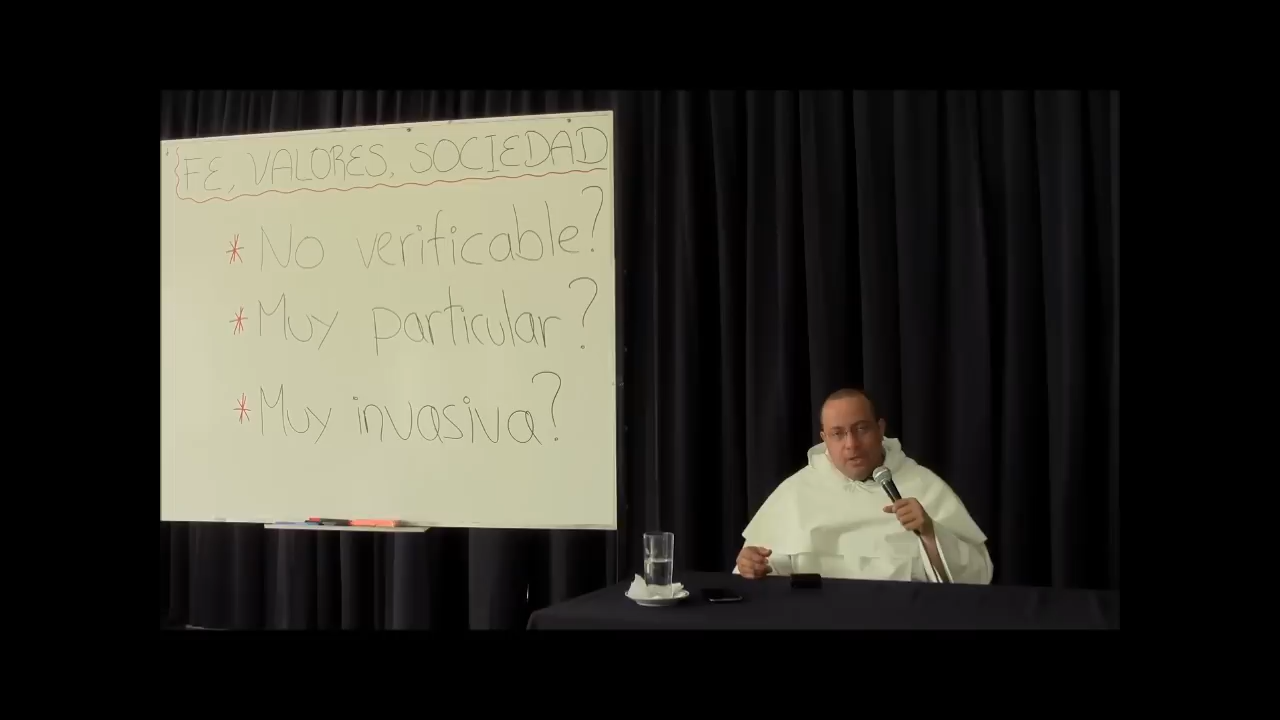 FE, VALORES, SOCIEDAD
* No verificable?
* Muy particular?
* Muy invasiva?